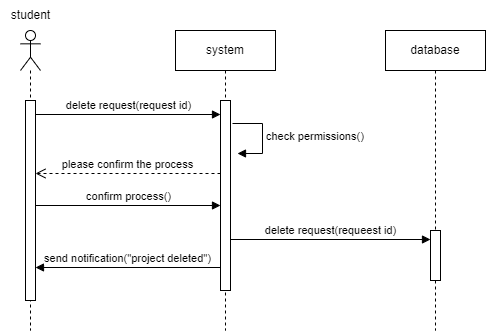 student
system
database
delete request(request id)
check permissions()
please confirm the process
confirm process()
delete request(requeest id)
send notification("project deleted")